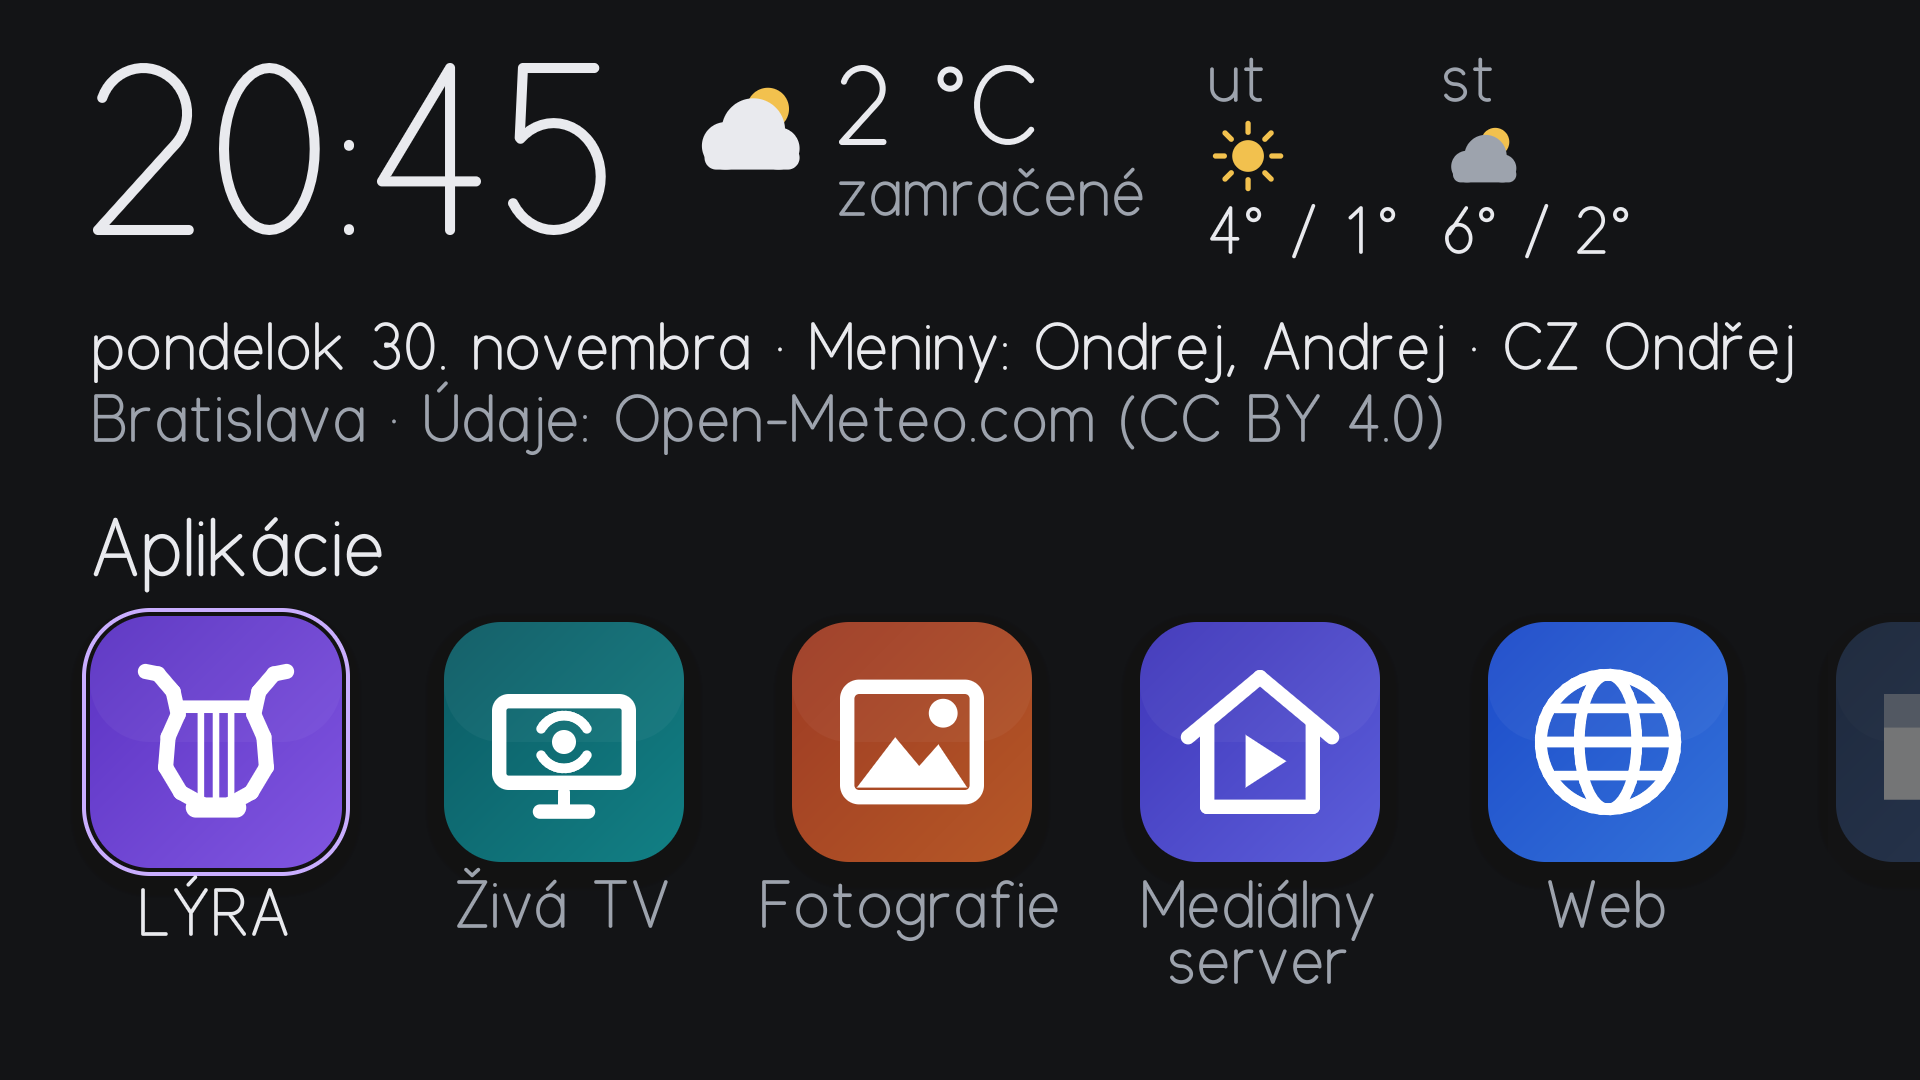 20:45
2 °C
zamračené
ut
4° / 1°
st
6° / 2°
pondelok 30. novembra · Meniny: Ondrej, Andrej · CZ Ondřej
Bratislava · Údaje: Open-Meteo.com (CC BY 4.0)
Aplikácie
LÝRA
Živá TV
Fotografie
Mediálny
server
Web